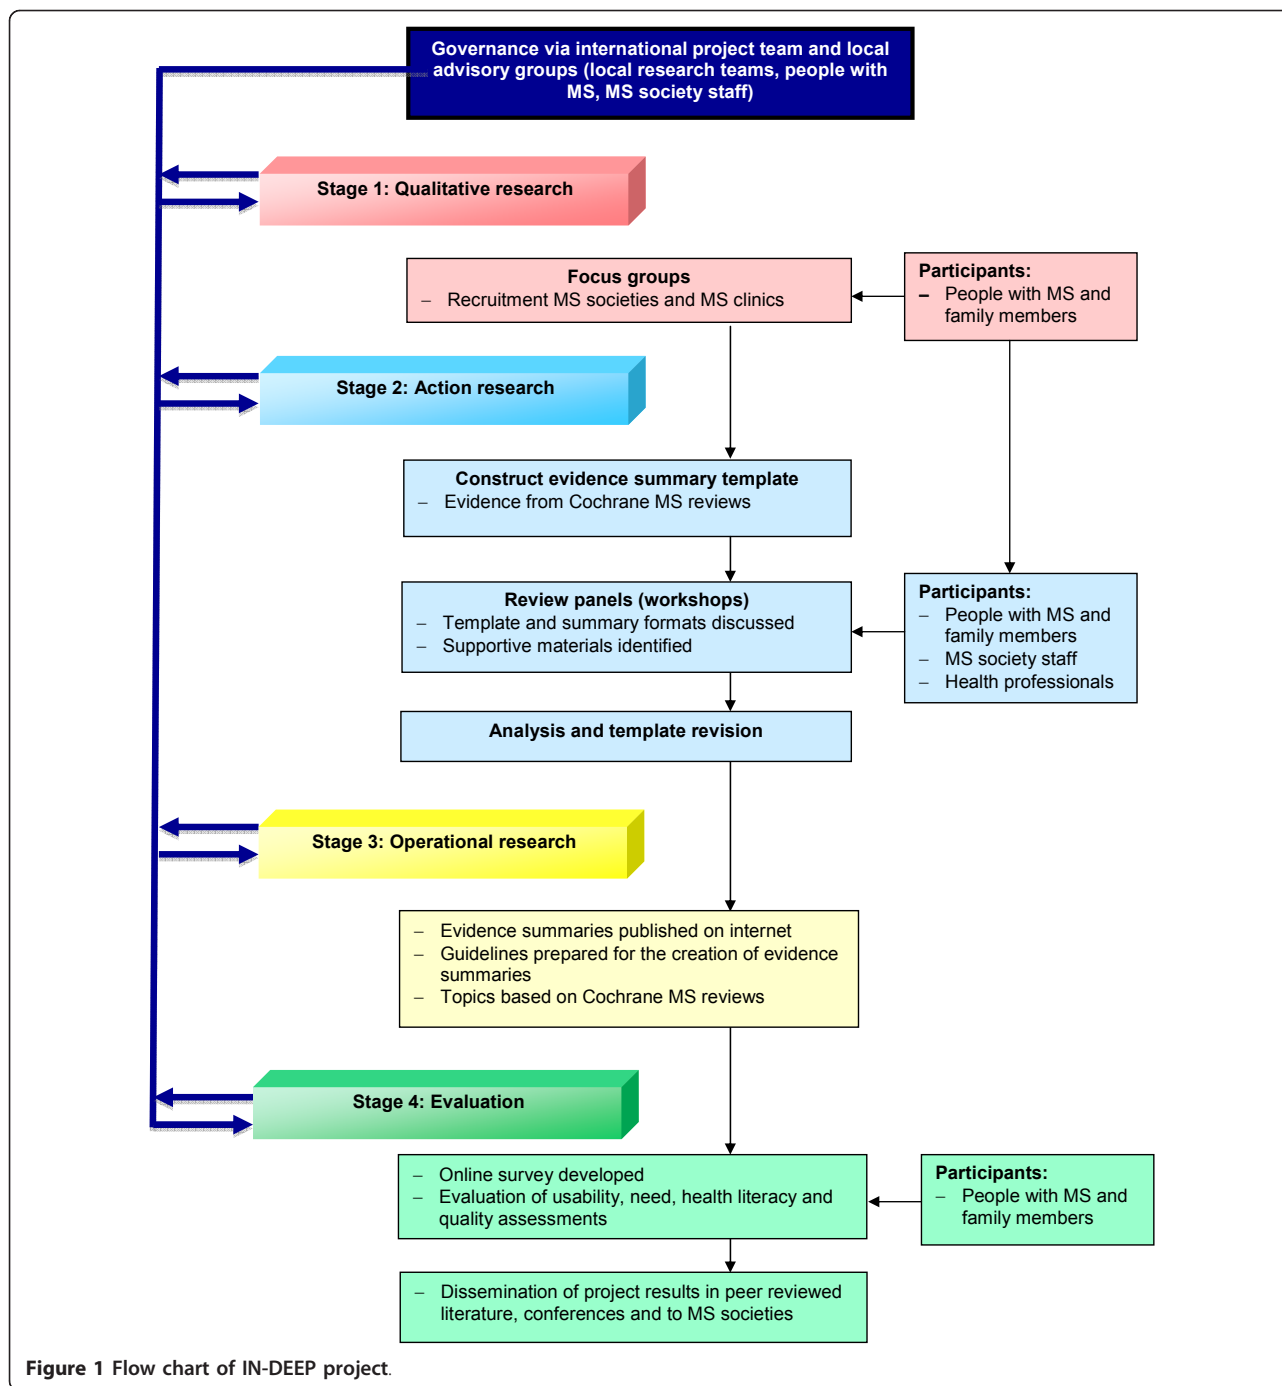 Governance via international project team and local
advisory groups (local research teams, people with
MS, MS society staff)
Stage 1: Qualitative research
Focus groups
– Recruitment MS societies and MS clinics
Participants:
– People with MS and
family members
Stage 2: Action research
Construct evidence summary template
– Evidence from Cochrane MS reviews
Review panels (workshops)
– Template and summary formats discussed
– Supportive materials identified
Participants:
– People with MS and
family members
– MS society staff
– Health professionals
Analysis and template revision
Stage 3: Operational research
– Evidence summaries published on internet
– Guidelines prepared for the creation of evidence
summaries
– Topics based on Cochrane MS reviews
Stage 4: Evaluation
– Online survey developed
– Evaluation of usability, need, health literacy and
quality assessments
Participants:
– People with MS and
family members
– Dissemination of project results in peer reviewed
literature, conferences and to MS societies
Figure 1 Flow chart of IN-DEEP project.